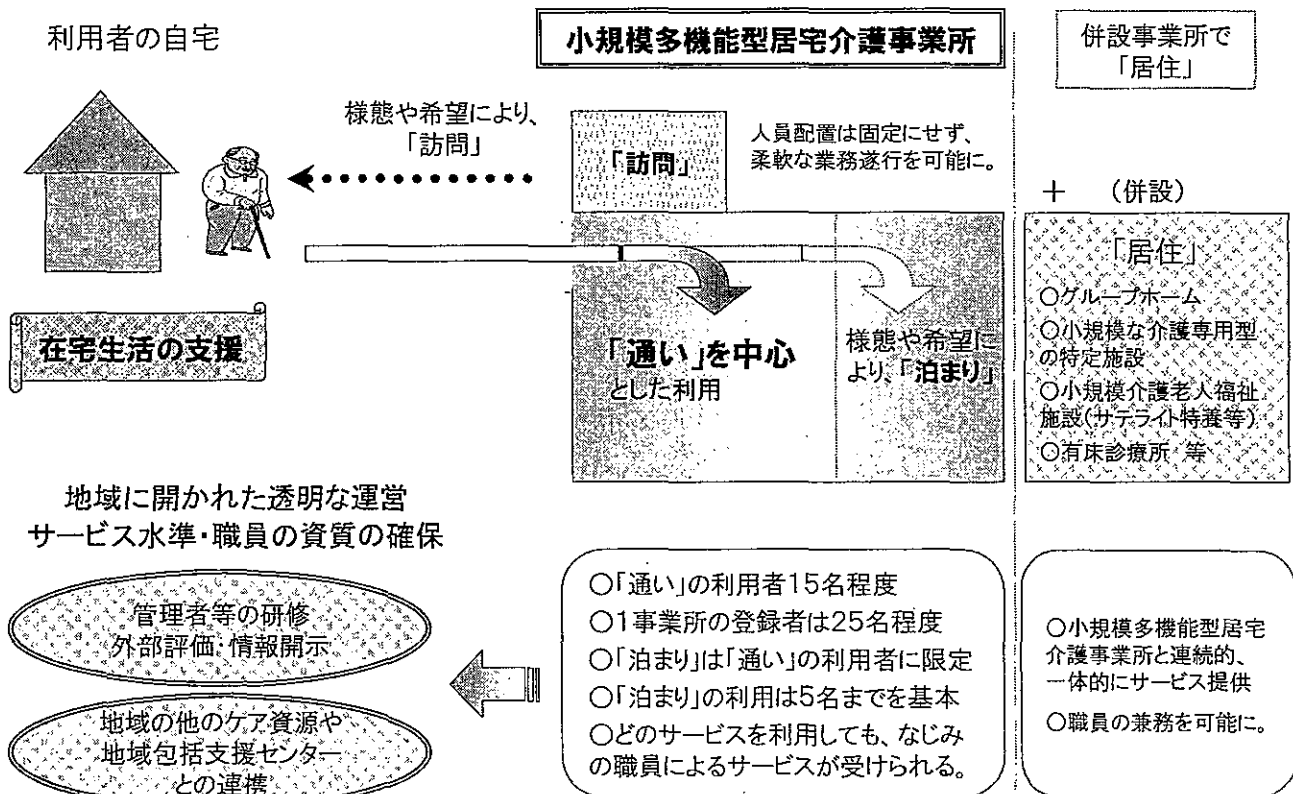 利用者の自宅
小規模多機能型居宅介護事業所
併設事業所で
「居住」
様態や希望により、
「訪問」
「訪問」
人員配置は固定にせず、
柔軟な業務遂行を可能に。
+ (併設)
在宅生活の支援
「通い」を中心
とした利用
様態や希望に
より、「泊まり」
「居住」
○グループホーム
○小規模な介護専用型
の特定施設
○小規模介護老人福祉
施設(サテライト特養等)
○有床診療所 等
地域に開かれた透明な運営
サービス水準・職員の資質の確保
管理者等の研修
外部評価・情報開示
地域の他のケア資源や
地域包括支援センター
との連携
○「通い」の利用者15名程度
○1事業所の登録者は25名程度
○「泊まり」は「通い」の利用者に限定
○「泊まり」の利用は5名までを基本
○どのサービスを利用しても、なじみ
の職員によるサービスが受けられる。
○小規模多機能型居宅
介護事業所と連続的、
一体的にサービス提供
○職員の兼務を可能に。